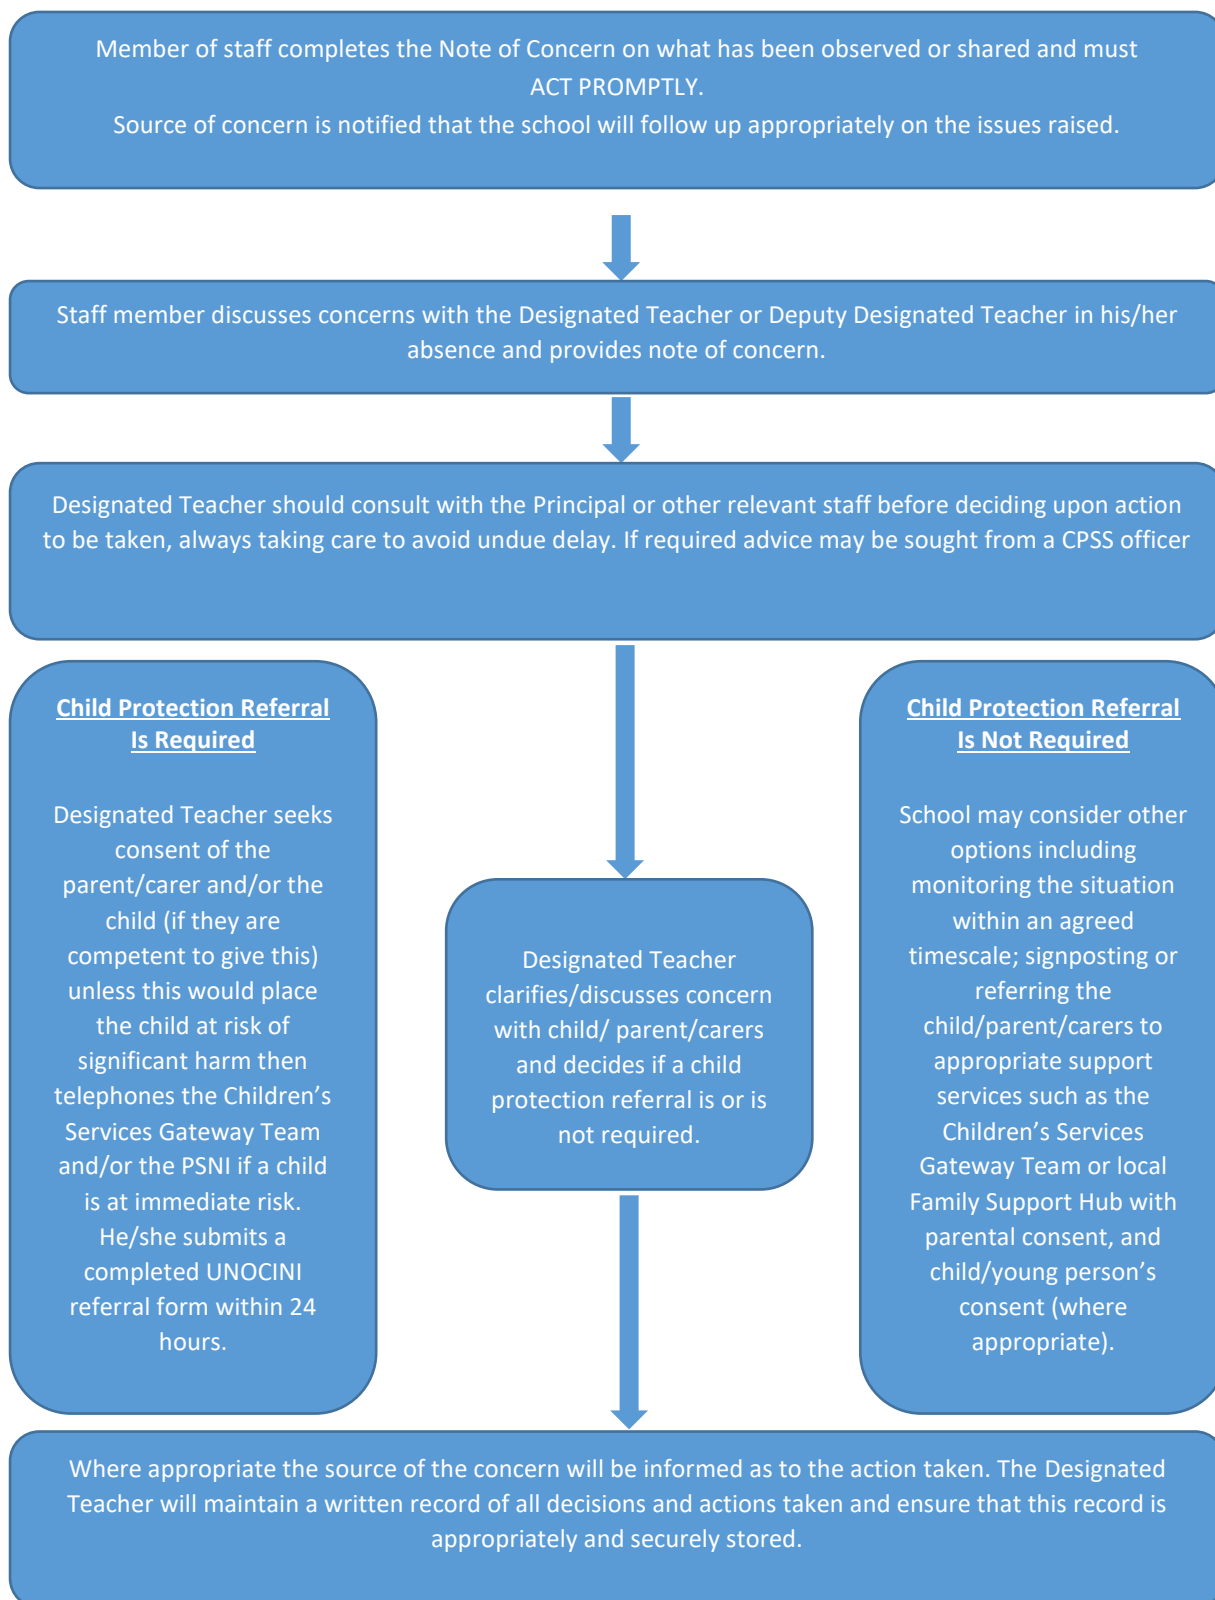 Member of staff completes the Note of Concern on what has been observed or shared and must
ACT PROMPTLY.
Source of concern is notified that the school will follow up appropriately on the issues raised.
Staff member discusses concerns with the Designated Teacher or Deputy Designated Teacher in his/her
absence and provides note of concern.
Designated Teacher should consult with the Principal or other relevant staff before deciding upon action
to be taken, always taking care to avoid undue delay. If required advice may be sought from a CPSS officer
Child Protection Referral
Is Required
Designated Teacher seeks
consent of the
parent/carer and/or the
child (if they are
competent to give this)
unless this would place
the child at risk of
significant harm then
telephones the Children’s
Services Gateway Team
and/or the PSNI if a child
is at immediate risk.
He/she submits a
completed UNOCINI
referral form within 24
hours.
Designated Teacher
clarifies/discusses concern
with child/ parent/carers
and decides if a child
protection referral is or is
not required.
Child Protection Referral
Is Not Required
School may consider other
options including
monitoring the situation
within an agreed
timescale; signposting or
referring the
child/parent/carers to
appropriate support
services such as the
Children’s Services
Gateway Team or local
Family Support Hub with
parental consent, and
child/young person’s
consent (where
appropriate).
Where appropriate the source of the concern will be informed as to the action taken. The Designated
Teacher will maintain a written record of all decisions and actions taken and ensure that this record is
appropriately and securely stored.